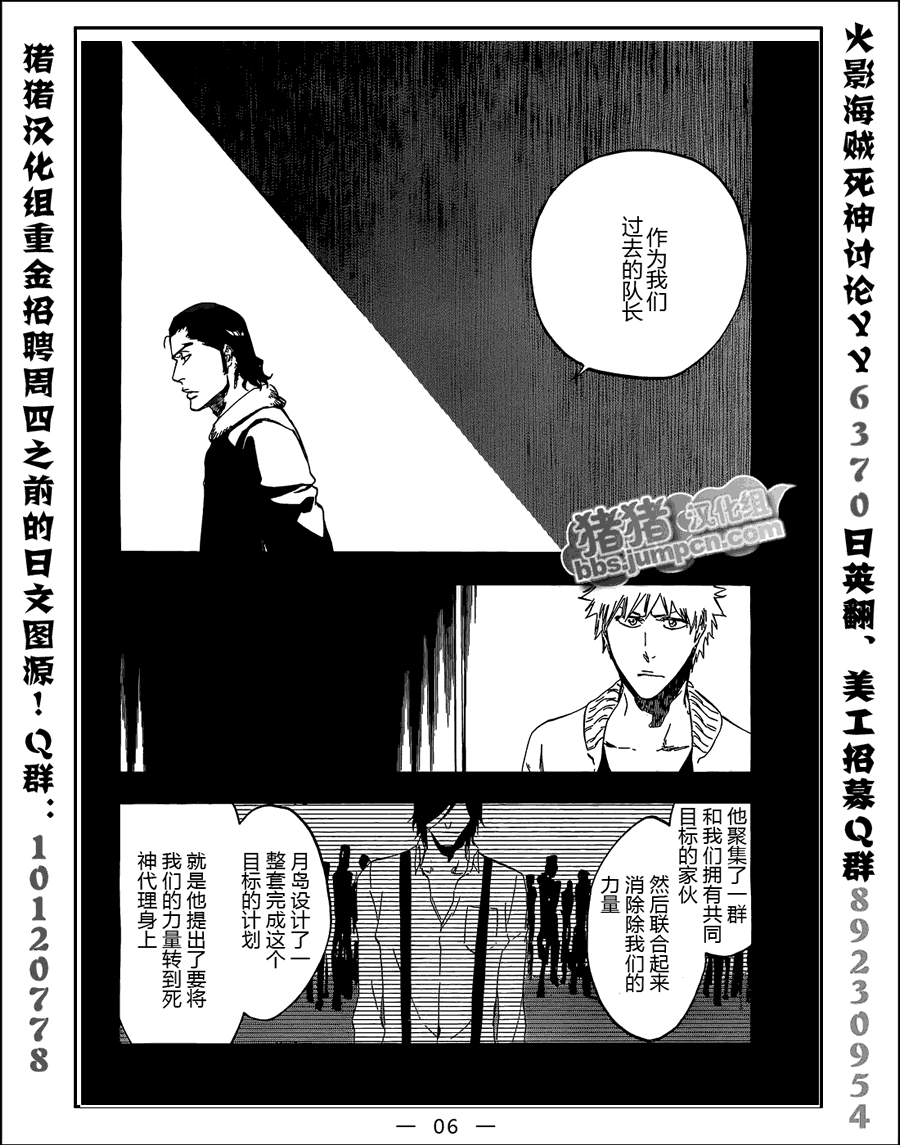 火影海贼死神讨论YY6370日英翻、美工招募Q群89230954
作为我们
过去的队长
猪猪汉化组
bbs.jumpcn.com
他聚集了一群
和我们拥有共同
目标的家伙
然后联合起来
消除除我们的
力量
月岛设计了一
整套完成这个
目标的计划
就是他提出了要将
我们的力量转到死
神代理身上
猪猪汉化组重金招聘周四之前的日文图源！Q群：10120778
— 06 —